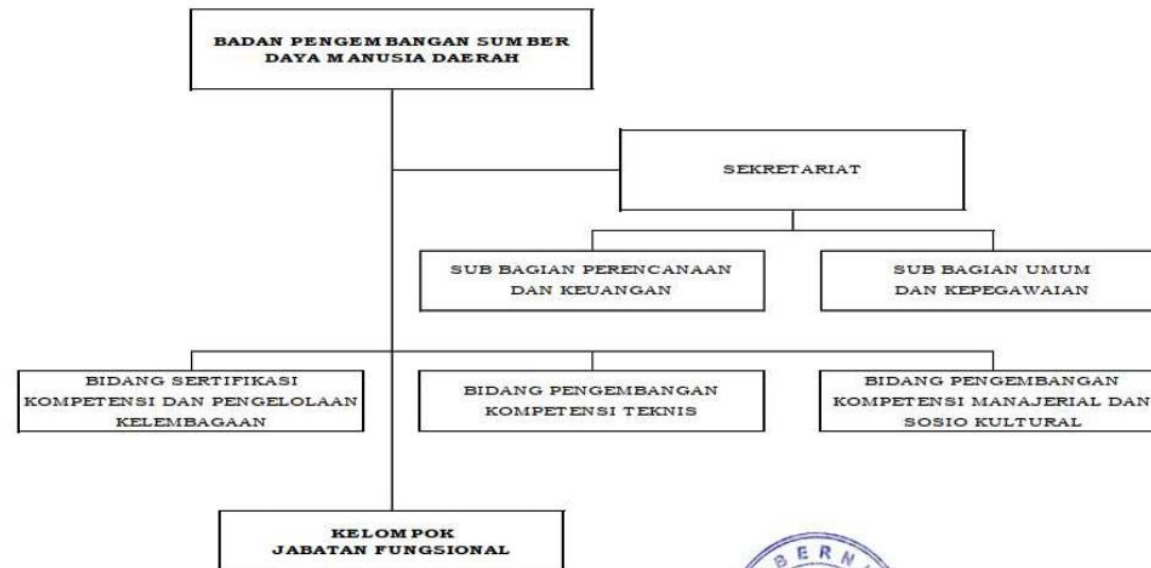 BADAN PENGEMBANGAN SUMBER
DAYA MANUSIA DAERAH
SEKRETARIAT
SUB BAGIAN PERENCANAAN
DAN KEUANGAN
SUB BAGIAN UMUM
DAN KEPEGAWAIAN
BIDANG SERTIFIKASI
KOMPETENSI DAN PENGELOLAAN
KELEMBAGAAN
BIDANG PENGEMBANGAN
KOMPETENSI TEKNIS
BIDANG PENGEMBANGAN
KOMPETENSI MANAJERIAL DAN
SOSIO KULTURAL
KELOMPOK
JABATAN FUNGSIONAL